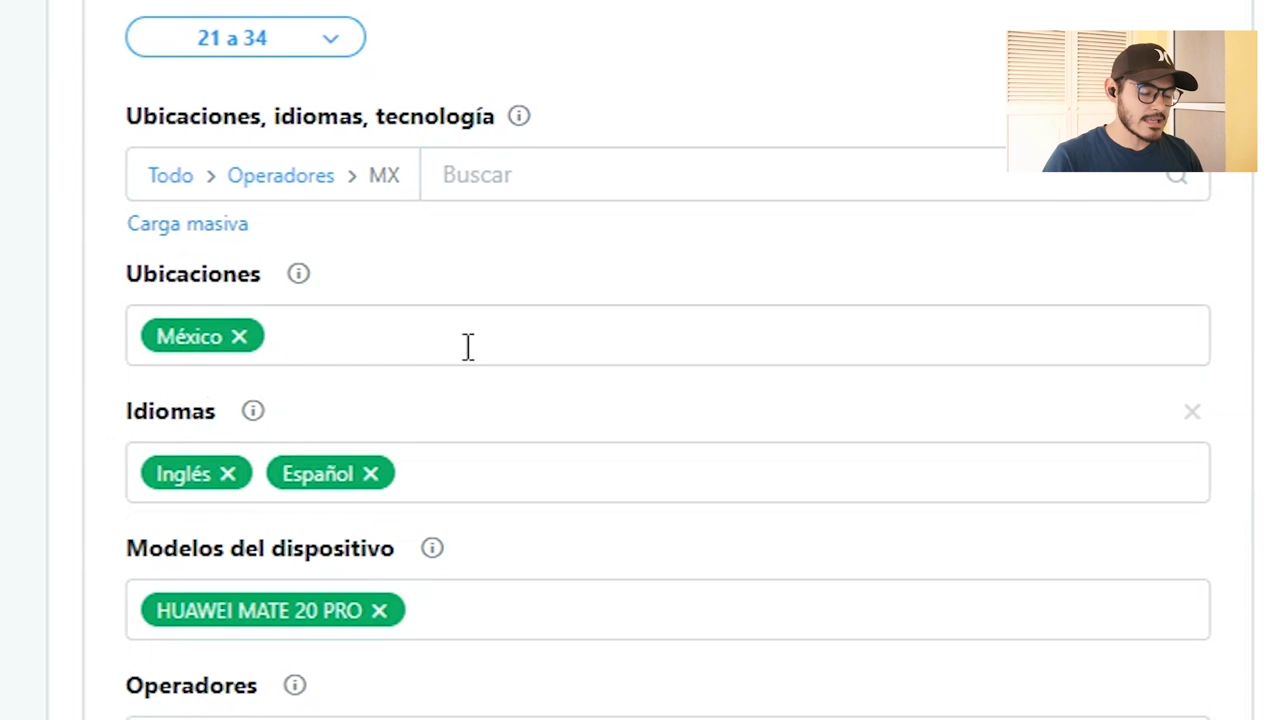 21 a 34
Ubicaciones, idiomas, tecnología
Todo > Operadores > MX
Buscar
Carga masiva
Ubicaciones
México ×
Idiomas
Inglés × Español ×
Modelos del dispositivo
HUAWEI MATE 20 PRO ×
Operadores